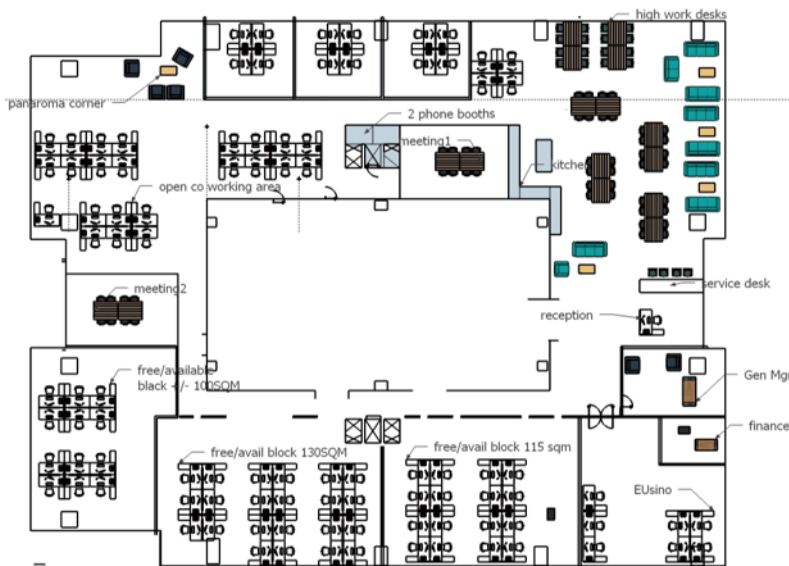 high work desks
panaroma corner
2 phone booths
meeting1
kitchen
open co working area
service desk
meeting2
reception
free/available
black +/- 100SQM
Gen Mgr
finance
free/avail block 130SQM
free/avail block 115 sqm
EUsino